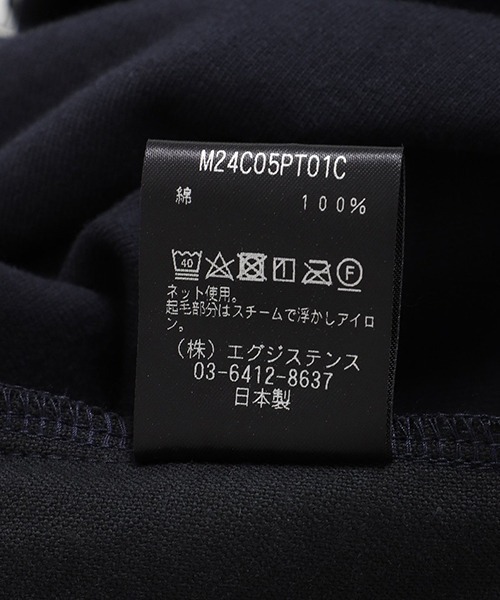 M24C05PT01C
綿 100%
40 F
ネット使用。
起毛部分はスチームで浮かしアイロ
ン。
(株)エグジステンス
03-6412-8637
日本製